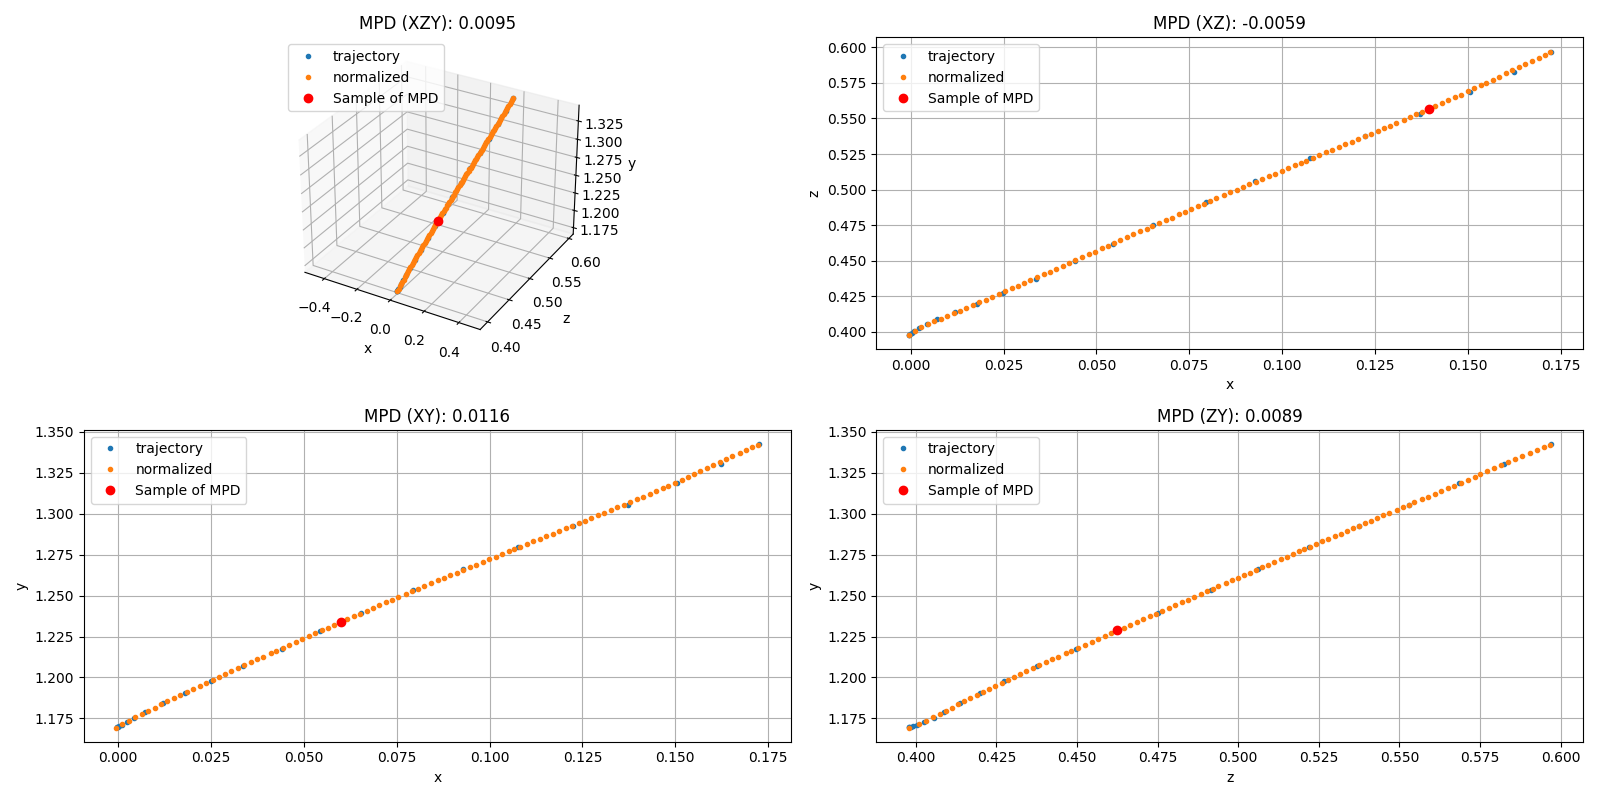 MPD (XZY): 0.0095
trajectory
normalized
Sample of MPD
1.325
1.300
1.275
1.250
1.225
1.200
1.175
y
0.60
0.55
0.50
0.45
0.40
z
−0.4
−0.2
0.0
0.2
0.4
x
MPD (XZ): -0.0059
trajectory
normalized
Sample of MPD
0.600
0.575
0.550
0.525
0.500
0.475
0.450
0.425
0.400
z
0.000 0.025 0.050 0.075 0.100 0.125 0.150 0.175
x
MPD (XY): 0.0116
trajectory
normalized
Sample of MPD
1.350
1.325
1.300
1.275
1.250
1.225
1.200
1.175
y
0.000 0.025 0.050 0.075 0.100 0.125 0.150 0.175
x
MPD (ZY): 0.0089
trajectory
normalized
Sample of MPD
1.350
1.325
1.300
1.275
1.250
1.225
1.200
1.175
y
0.400 0.425 0.450 0.475 0.500 0.525 0.550 0.575 0.600
z